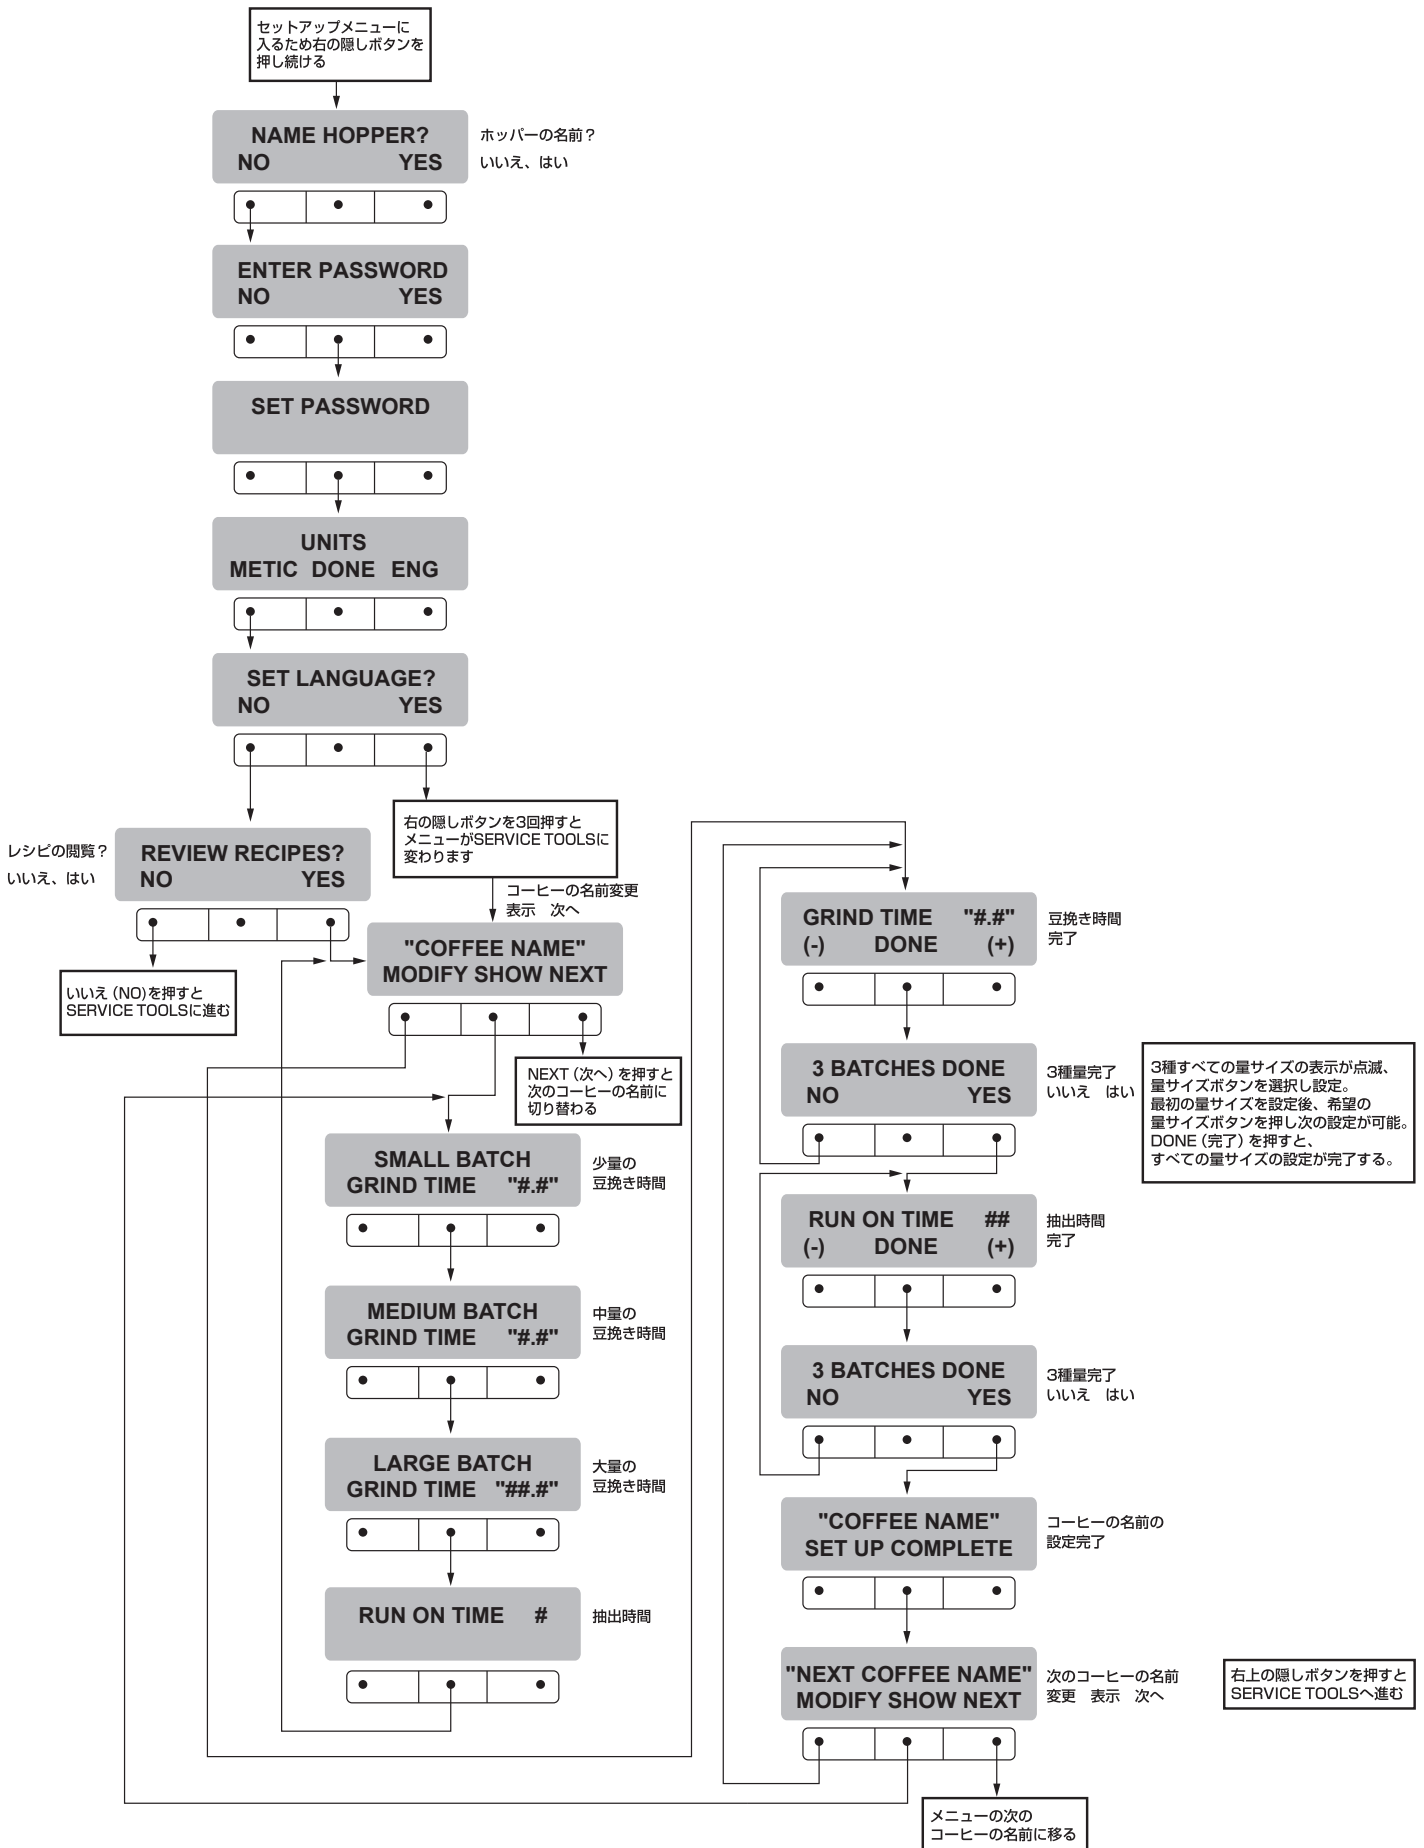 セットアップメニューに
入るため右の隠しボタンを
押し続ける
NAME HOPPER?
NO YES
ホッパーの名前？
いいえ、はい
ENTER PASSWORD
NO YES
SET PASSWORD
UNITS
METIC DONE ENG
SET LANGUAGE?
NO YES
レシピの閲覧？
いいえ、はい
REVIEW RECIPES?
NO YES
右の隠しボタンを3回押すと
メニューがSERVICE TOOLSに
変わります
いいえ（NO)を押すと
SERVICE TOOLSに進む
コーヒーの名前変更
表示　次へ
"COFFEE NAME"
MODIFY SHOW NEXT
NEXT（次へ）を押すと
次のコーヒーの名前に
切り替わる
SMALL BATCH
GRIND TIME "#.#"
少量の
豆挽き時間
MEDIUM BATCH
GRIND TIME "#.#"
中量の
豆挽き時間
LARGE BATCH
GRIND TIME "##.#"
大量の
豆挽き時間
RUN ON TIME #
抽出時間
GRIND TIME "#.#"
(-) DONE (+)
豆挽き時間
完了
3 BATCHES DONE
NO YES
3種量完了
いいえ　はい
3種すべての量サイズの表示が点滅、
量サイズボタンを選択し設定。
最初の量サイズを設定後、希望の
量サイズボタンを押し次の設定が可能。
DONE（完了）を押すと、
すべての量サイズの設定が完了する。
RUN ON TIME ##
(-) DONE (+)
抽出時間
完了
3 BATCHES DONE
NO YES
3種量完了
いいえ　はい
"COFFEE NAME"
SET UP COMPLETE
コーヒーの名前の
設定完了
"NEXT COFFEE NAME"
MODIFY SHOW NEXT
次のコーヒーの名前
変更　表示　次へ
右上の隠しボタンを押すと
SERVICE TOOLSへ進む
メニューの次の
コーヒーの名前に移る